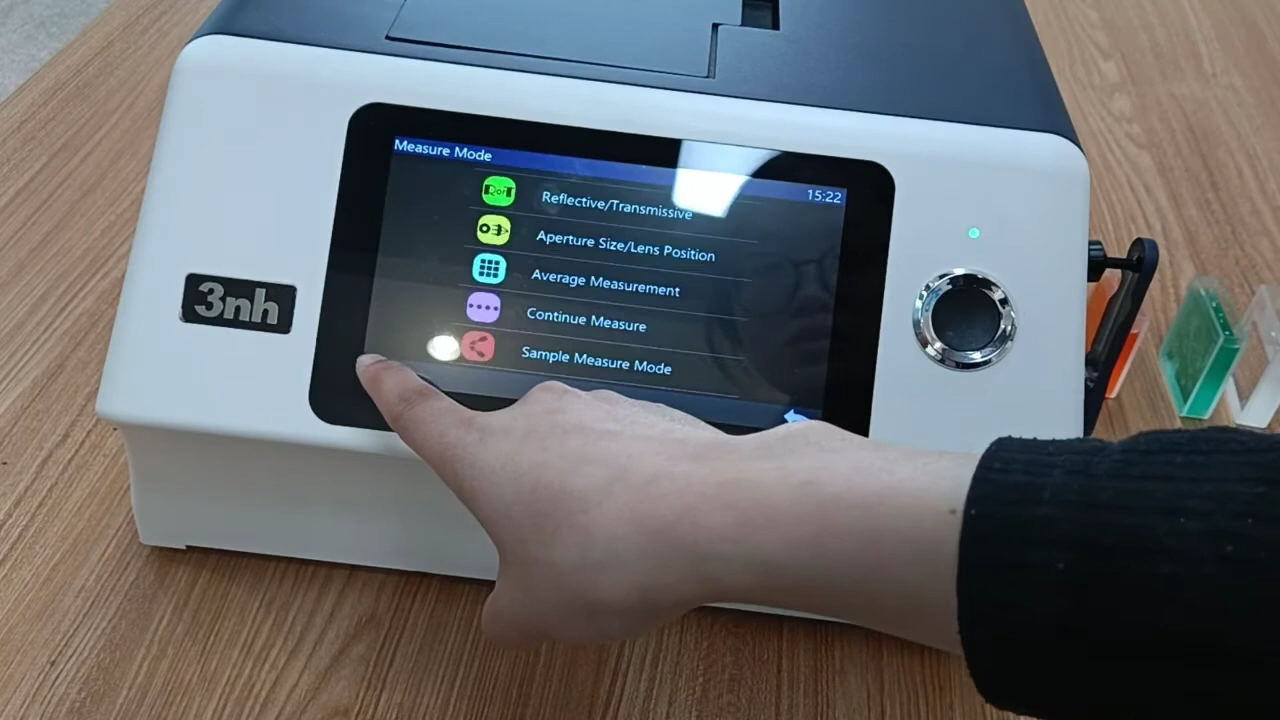 Measure Mode
15:22
Reflective/Transmissive
Aperture Size/Lens Position
Average Measurement
Continue Measure
Sample Measure Mode
3nh